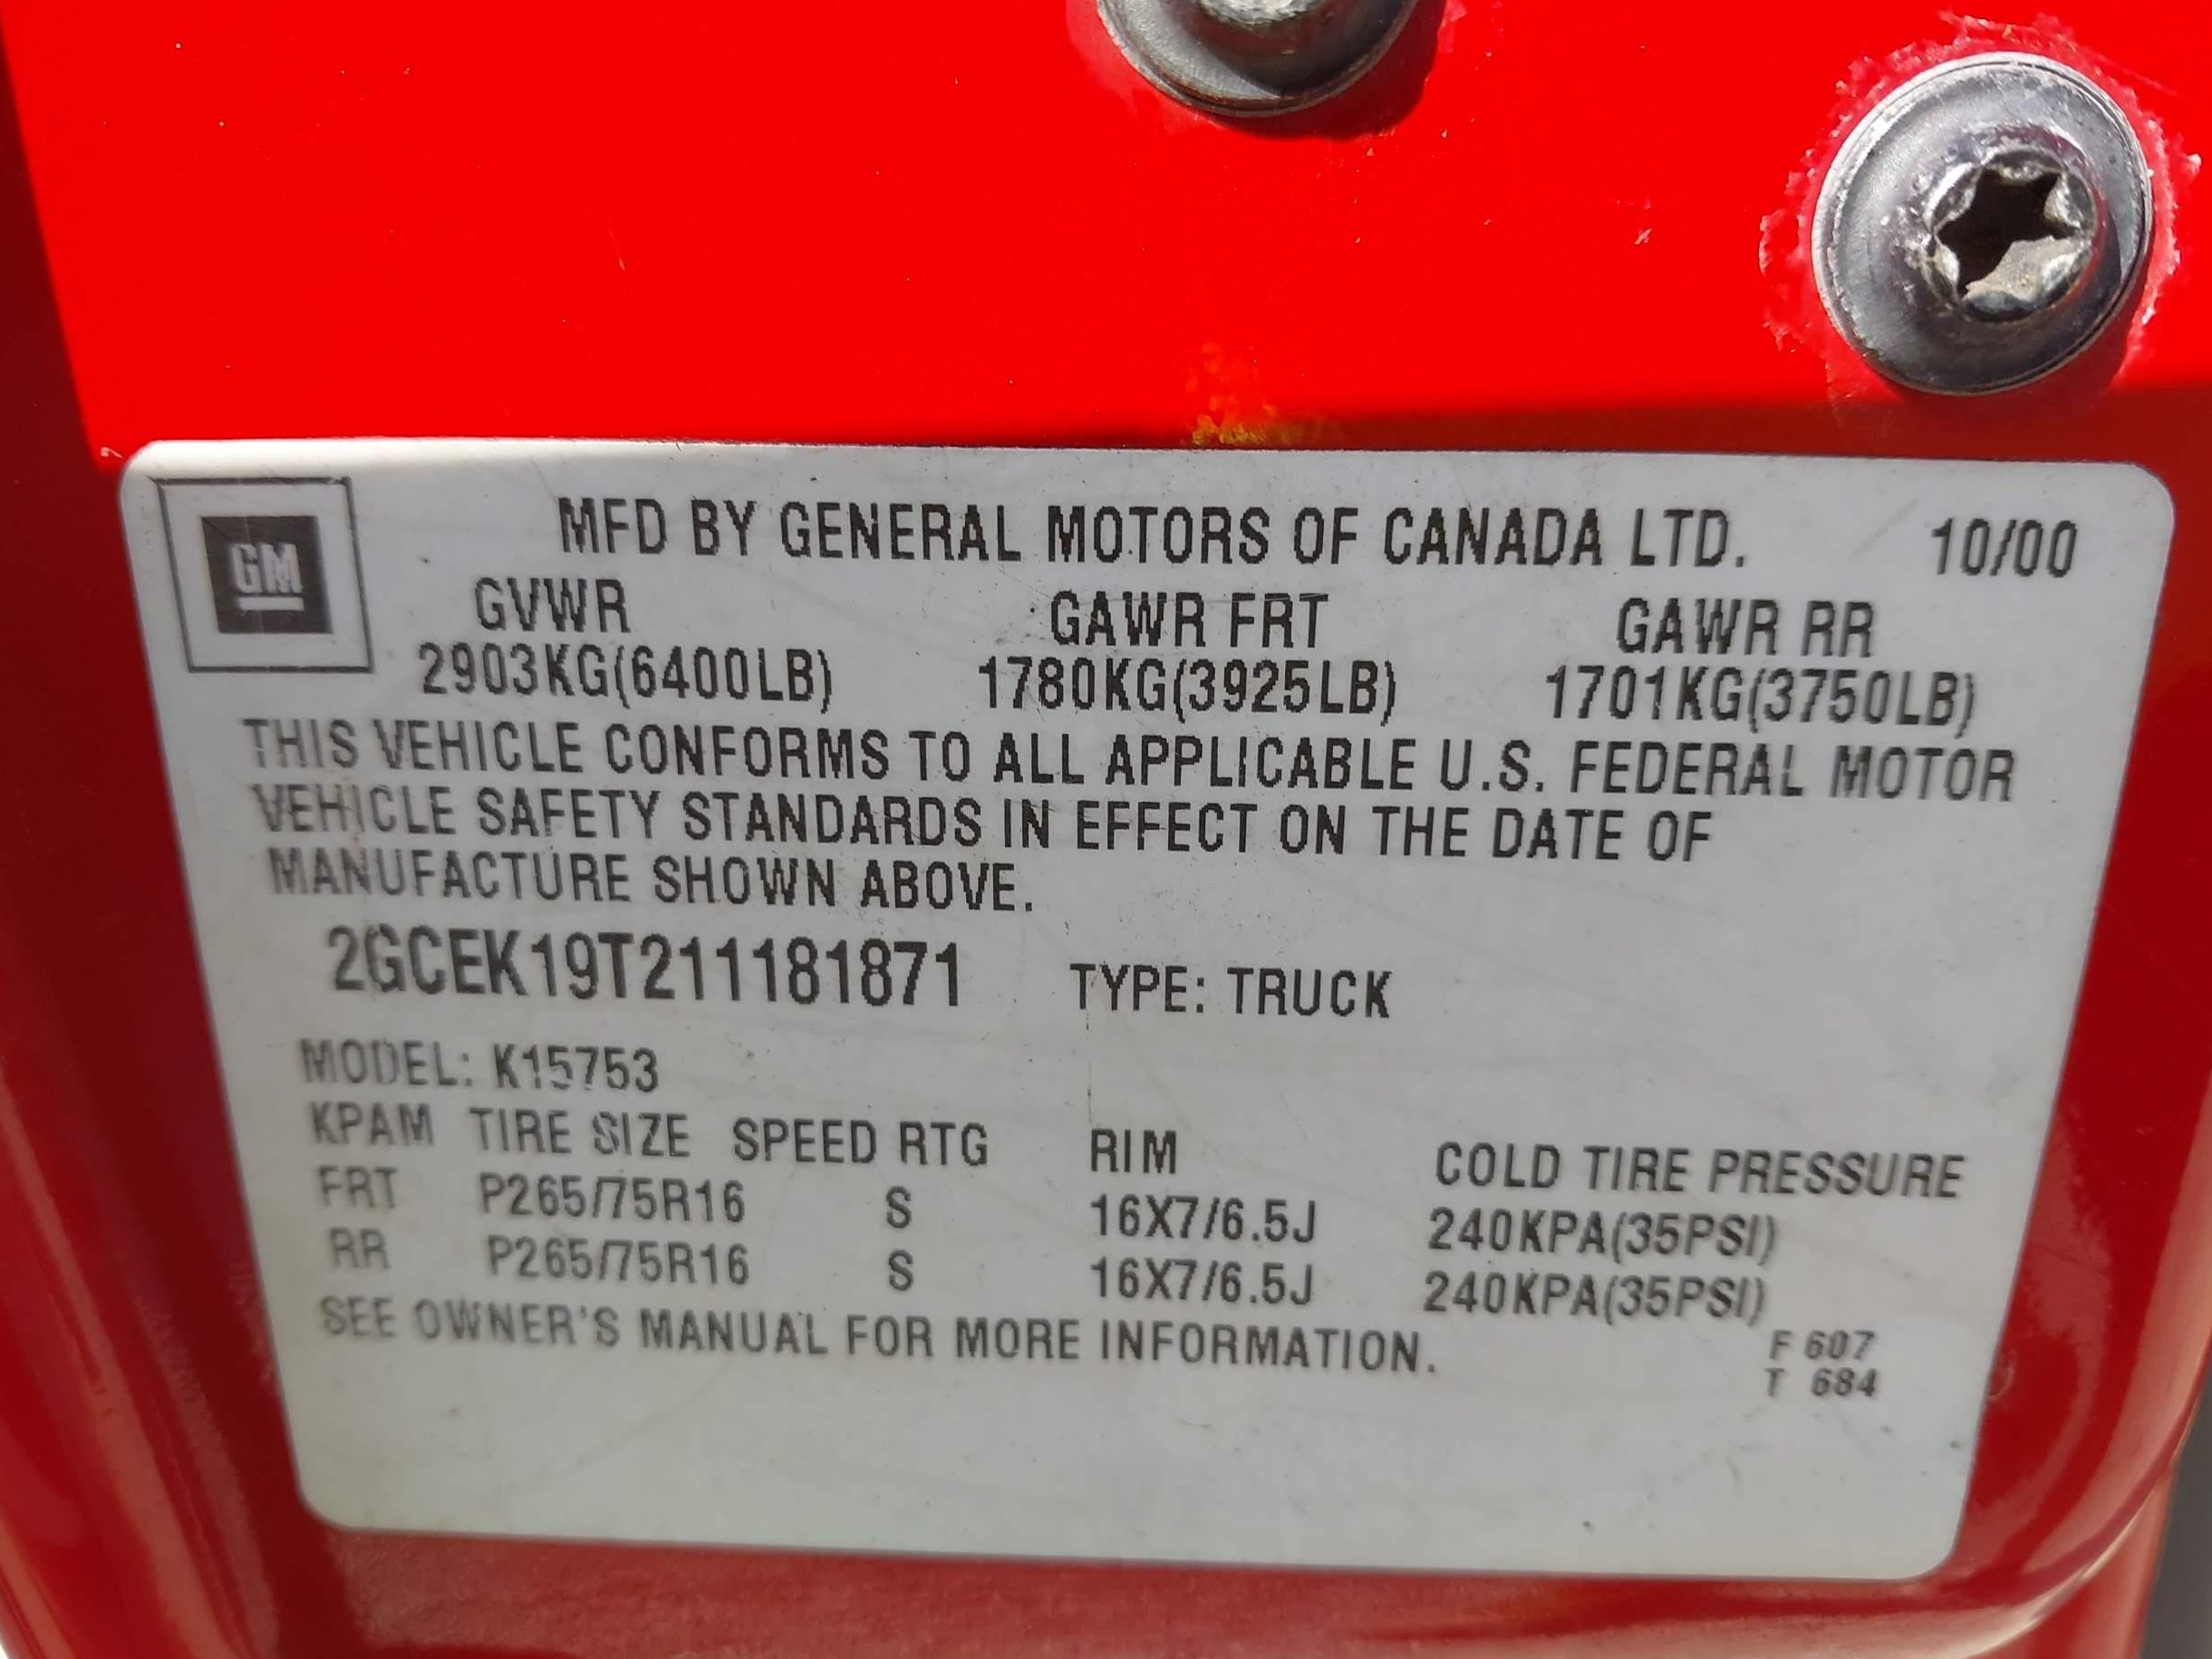 GM
MFD BY GENERAL MOTORS OF CANADA LTD. 10/00
GVWR GAWR FRT GAWR RR
2903KG(6400LB) 1780KG(3925LB) 1701KG(3750LB)
THIS VEHICLE CONFORMS TO ALL APPLICABLE U.S. FEDERAL MOTOR
VEHICLE SAFETY STANDARDS IN EFFECT ON THE DATE OF
MANUFACTURE SHOWN ABOVE.
2GCEK19T211181871 TYPE: TRUCK
MODEL: K15753
KPAM TIRE SIZE SPEED RTG RIM COLD TIRE PRESSURE
FRT P265/75R16 S 16X7/6.5J 240KPA(35PSI)
RR P265/75R16 S 16X7/6.5J 240KPA(35PSI)
SEE OWNER'S MANUAL FOR MORE INFORMATION.
F 607
T 684